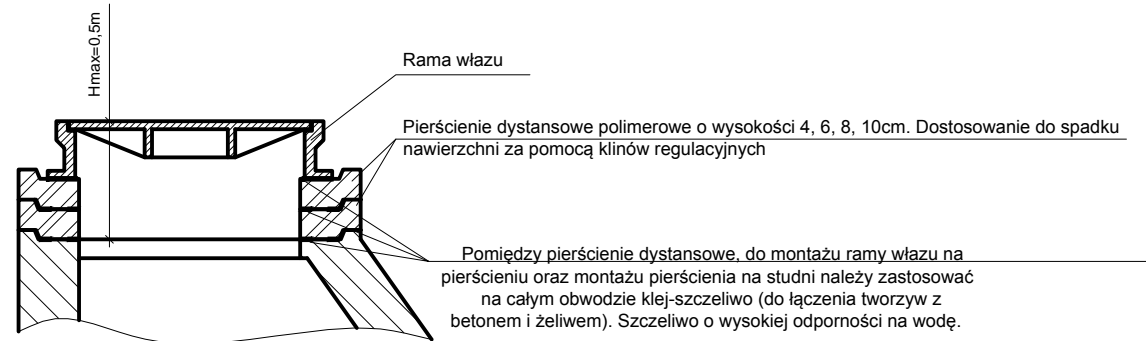 Hmax=0,5m
Rama włazu
Pierścienie dystansowe polimerowe o wysokości 4, 6, 8, 10cm. Dostosowanie do spadku
nawierzchni za pomocą klinów regulacyjnych
Pomiędzy pierścienie dystansowe, do montażu ramy włazu na
pierścieniu oraz montażu pierścienia na studni należy zastosować
na całym obwodzie klej-szczeliwo (do łączenia tworzyw z
betonem i żeliwem). Szczeliwo o wysokiej odporności na wodę.